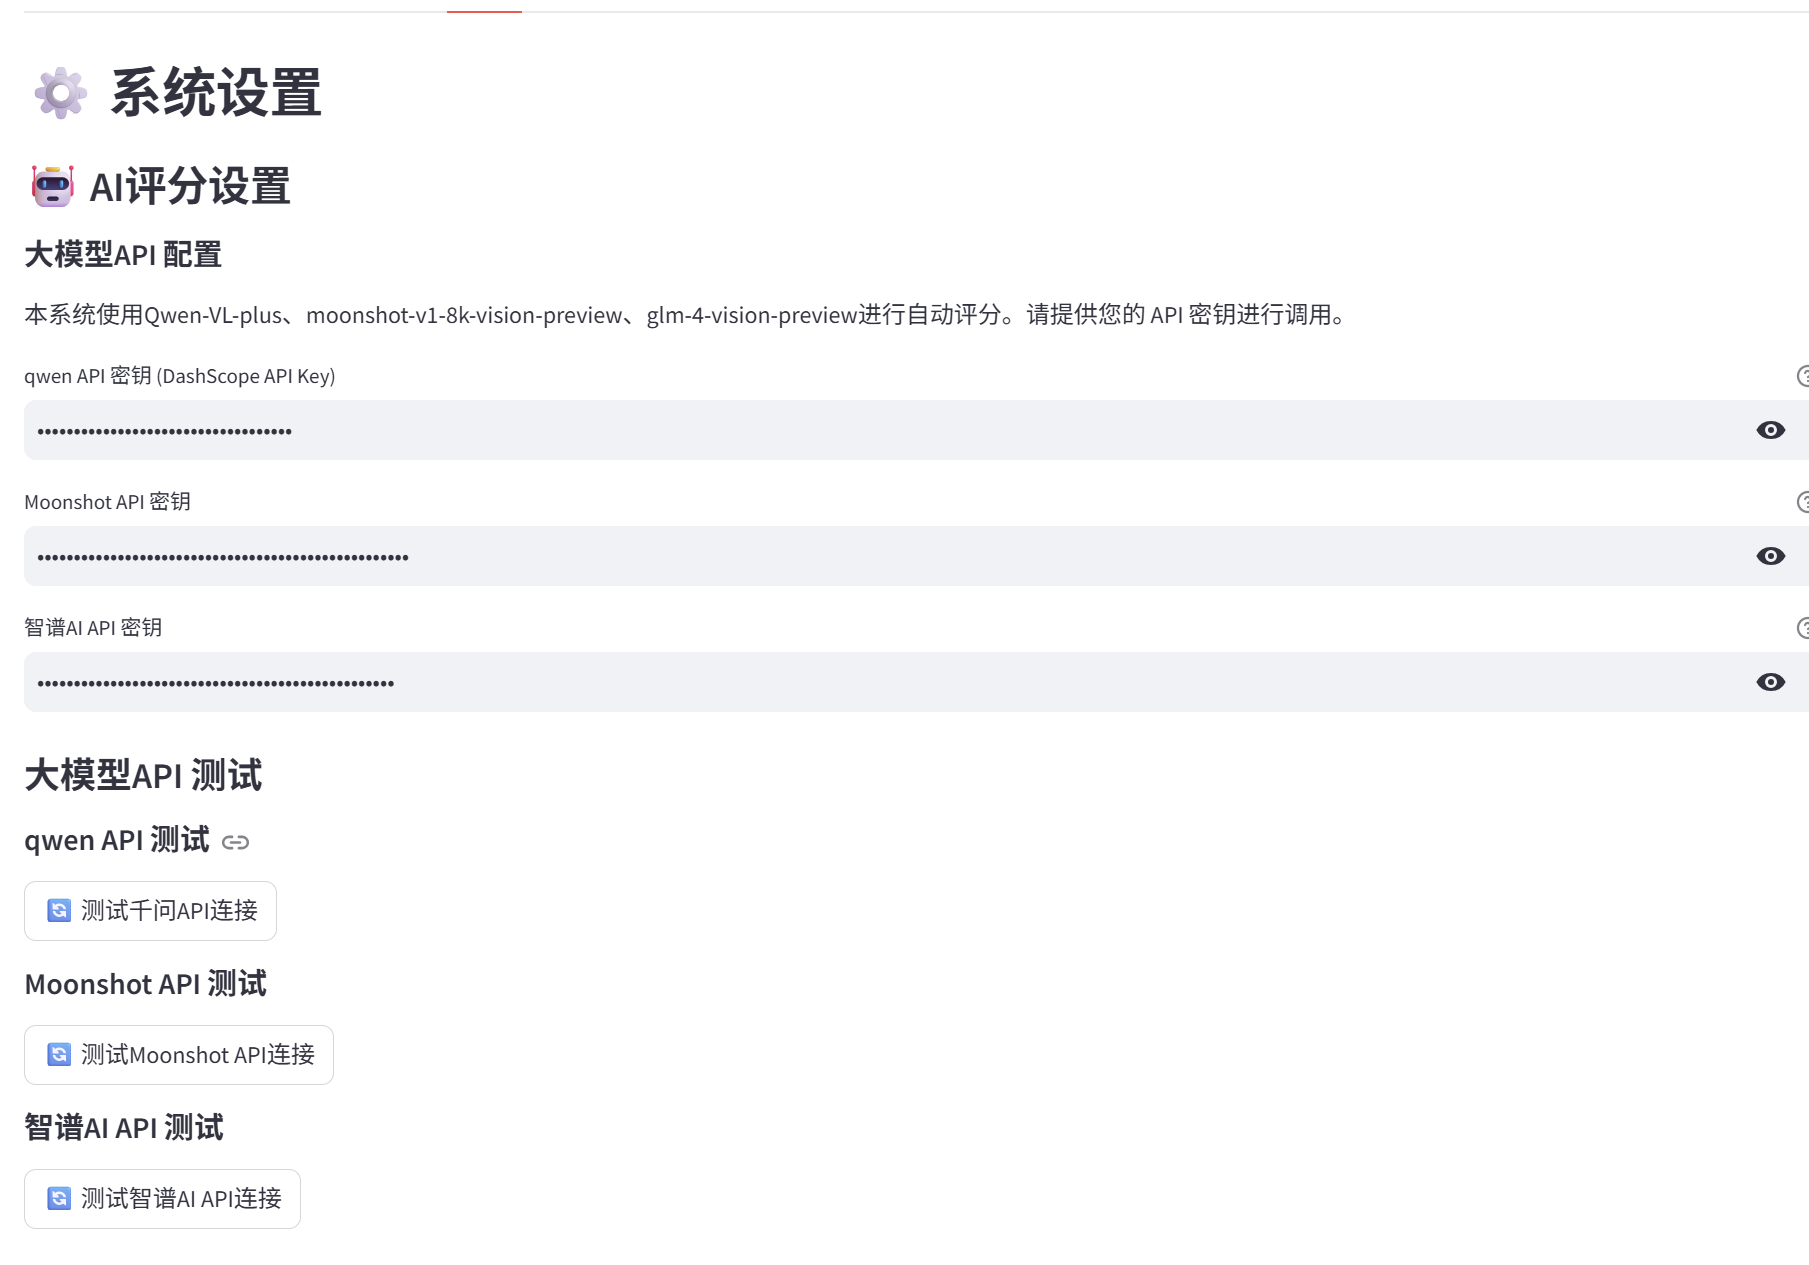 系统设置
AI评分设置
大模型API 配置
本系统使用Qwen-VL-plus、moonshot-v1-8k-vision-preview、glm-4-vision-preview进行自动评分。请提供您的 API 密钥进行调用。
qwen API 密钥 (DashScope API Key)
Moonshot API 密钥
智谱AI API 密钥
大模型API 测试
qwen API 测试
测试千问API连接
Moonshot API 测试
测试Moonshot API连接
智谱AI API 测试
测试智谱AI API连接